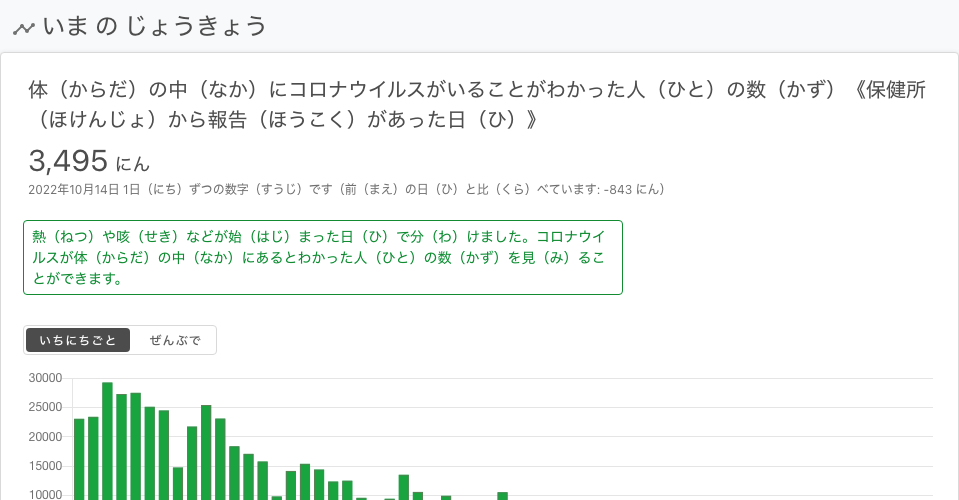 いま の じょうきょう
体（からだ）の中（なか）にコロナウイルスがいることがわかった人（ひと）の数（かず）《保健所
（ほけんじょ）から報告（ほうこく）があった日（ひ）》
3,495 にん
2022年10月14日 1日（にち）ずつの数字（すうじ）です（前（まえ）の日（ひ）と比（くら）べています: -843 にん）
熱（ねつ）や咳（せき）などが始（はじ）まった日（ひ）で分（わ）けました。コロナウイ
ルスが体（からだ）の中（なか）にあるとわかった人（ひと）の数（かず）を見（み）るこ
とができます。
いちにちごと ぜんぶで
30000
25000
20000
15000
10000